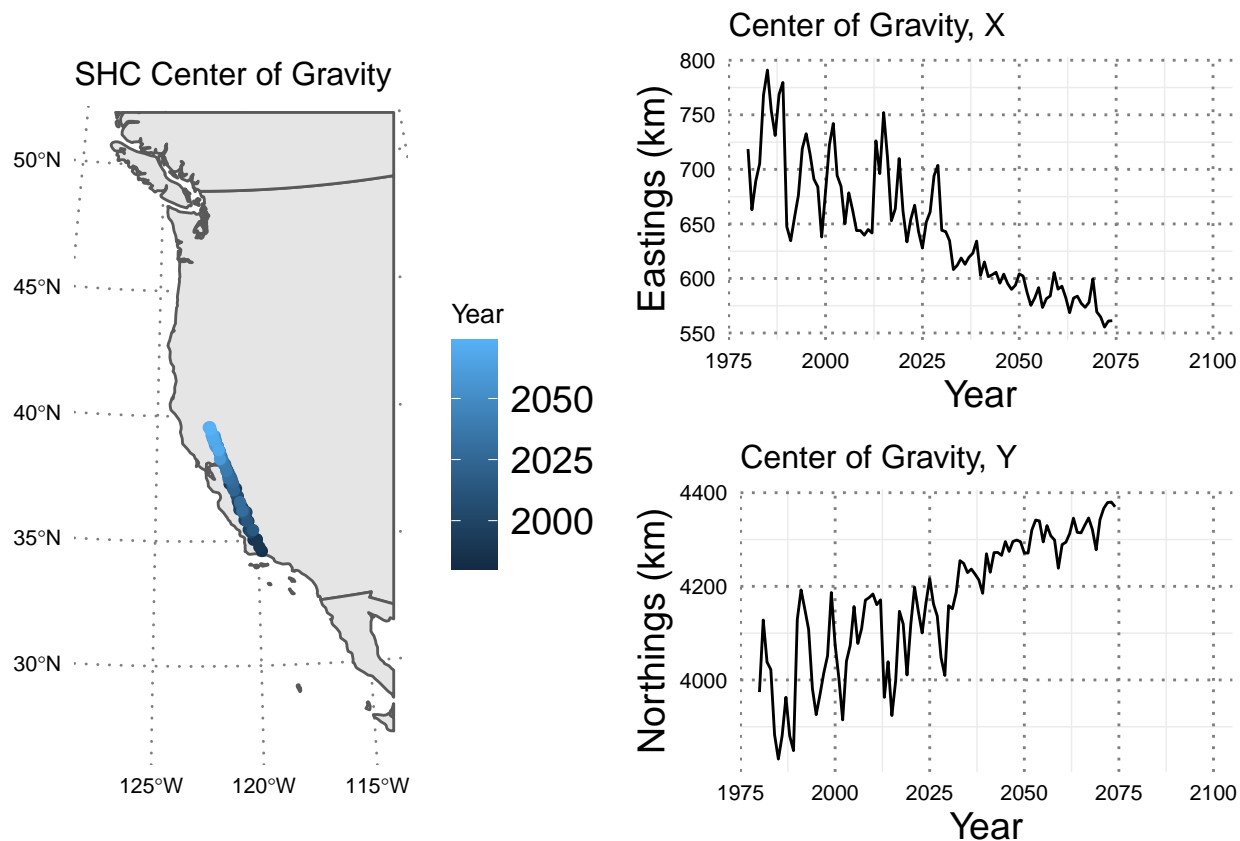 SHC Center of Gravity
50°N
45°N
40°N
35°N
30°N
125°W 120°W 115°W
Year
2050
2025
2000
Center of Gravity, X
Eastings (km)
800
750
700
650
600
550
1975 2000 2025 2050 2075 2100
Year
Center of Gravity, Y
Northings (km)
4400
4200
4000
1975 2000 2025 2050 2075 2100
Year